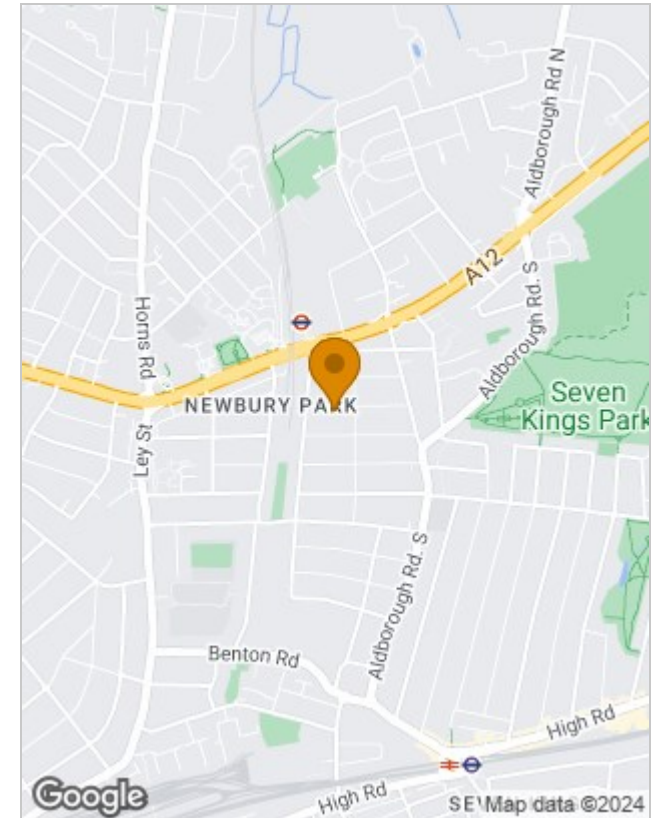 Aldborough Rd N
A12
Horns Rd
Aldborough Rd. S
Seven
Kings Park
NEWBURY PARK
Ley St
Aldborough Rd. S
Benton Rd
High Rd
High Rd
Google
SEV
Map data ©2024